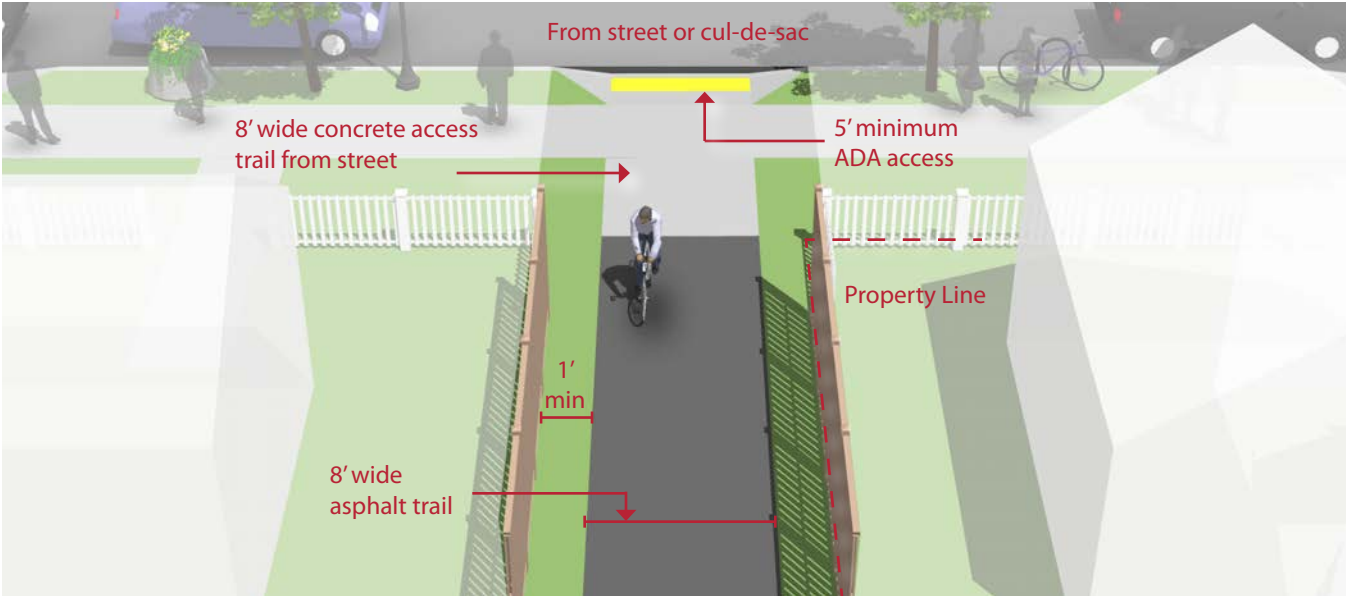 From street or cul-de-sac
8’ wide concrete access
trail from street
5’ minimum
ADA access
Property Line
1’
min
8’ wide
asphalt trail